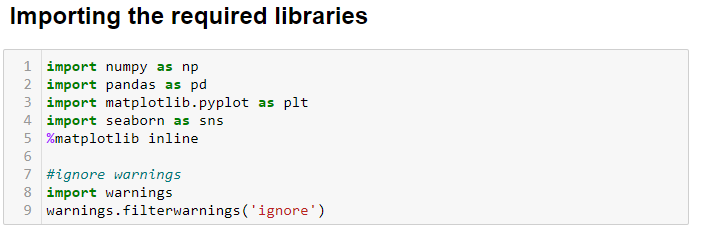 Importing the required libraries
1 import numpy as np
2 import pandas as pd
3 import matplotlib.pyplot as plt
4 import seaborn as sns
5 %matplotlib inline
6
7 #ignore warnings
8 import warnings
9 warnings.filterwarnings('ignore')